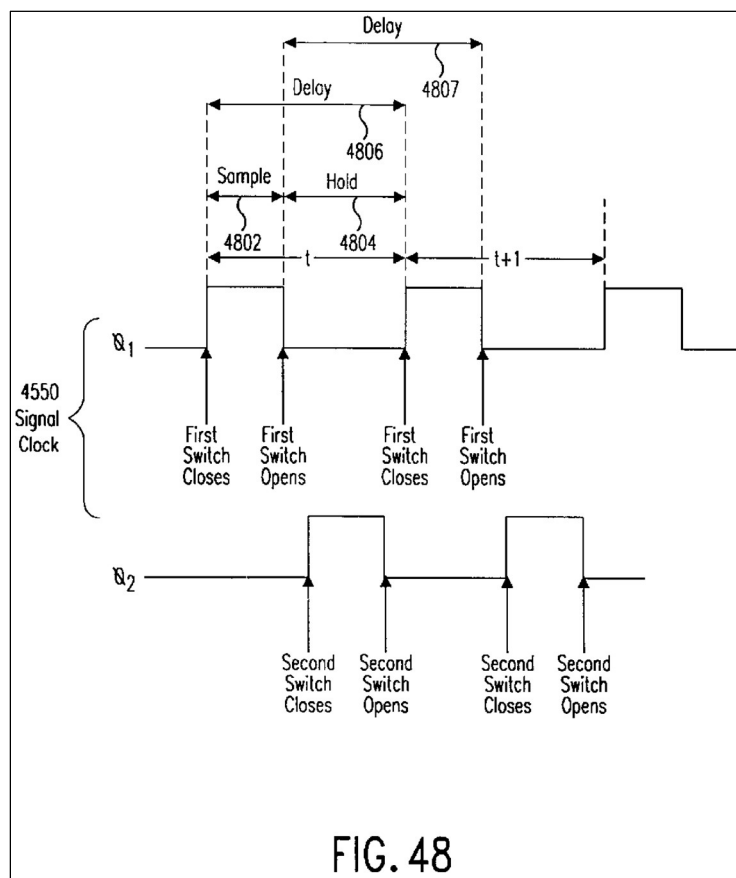 Delay
4807
Delay
4806
Sample
Hold
4802
4804
t
t+1
Ø1
4550
Signal
Clock
First
Switch
Closes
First
Switch
Opens
First
Switch
Closes
First
Switch
Opens
Ø2
Second
Switch
Closes
Second
Switch
Opens
Second
Switch
Closes
Second
Switch
Opens
FIG. 48